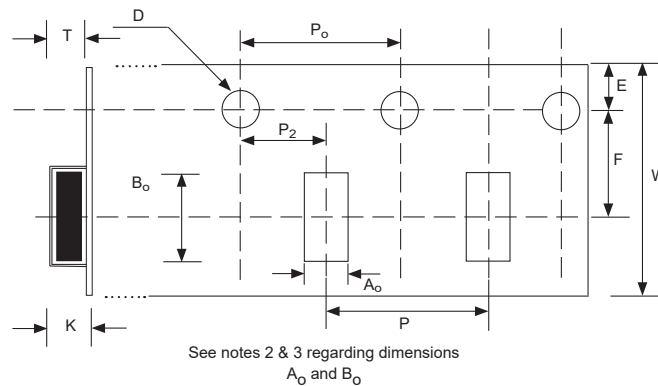 T
D
Po
E
P2
F
W
Bo
Ao
K
P
See notes 2 & 3 regarding dimensions
Ao and Bo